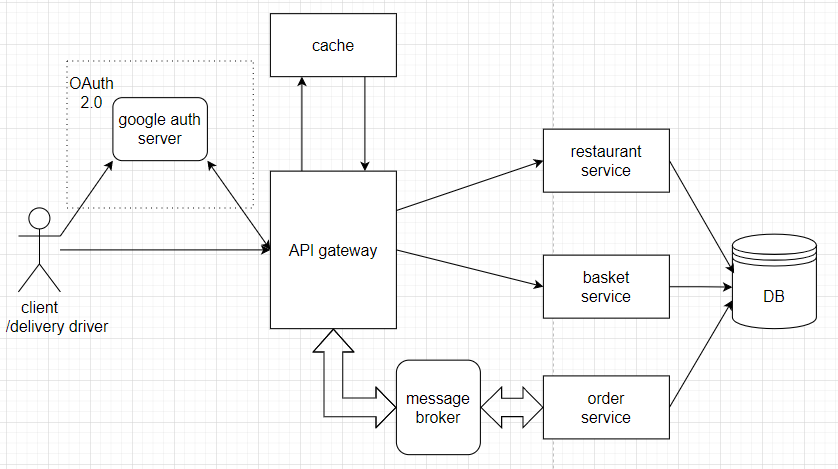 cache
OAuth
2.0
google auth
server
restaurant
service
API gateway
basket
service
DB
client
/delivery driver
message
broker
order
service